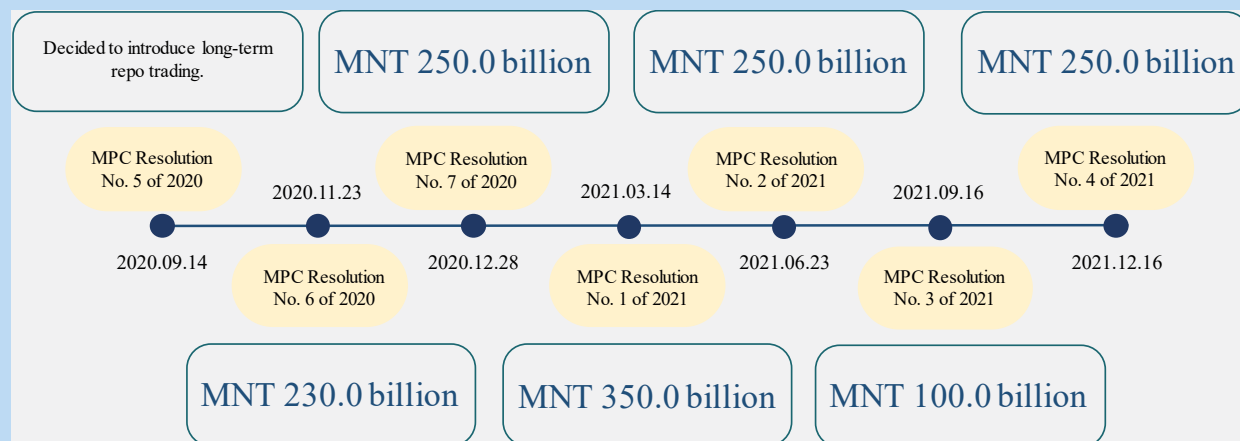 Decided to introduce long-term
repo trading.
MNT 250.0 billion
MNT 250.0 billion
MNT 250.0 billion
MPC Resolution
No. 5 of 2020
2020.11.23
MPC Resolution
No. 7 of 2020
2021.03.14
MPC Resolution
No. 2 of 2021
2021.09.16
MPC Resolution
No. 4 of 2021
2020.09.14
MPC Resolution
No. 6 of 2020
2020.12.28
MPC Resolution
No. 1 of 2021
2021.06.23
MPC Resolution
No. 3 of 2021
2021.12.16
MNT 230.0 billion
MNT 350.0 billion
MNT 100.0 billion